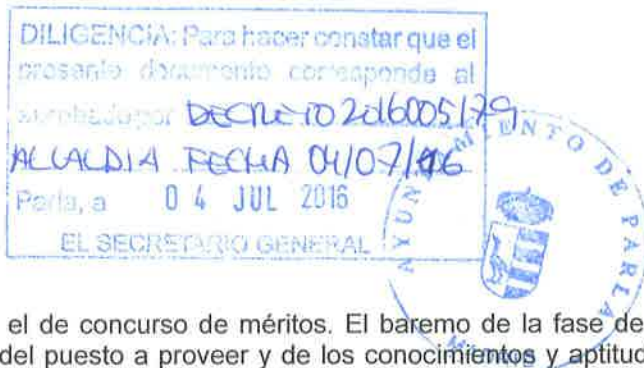 DILIGENCIA: Para hacer constar que el
presente documento corresponde al
aprobado por DECRETO 2016005179
ALCALDIA FECHA 04/07/16
Parla, a 04 JUL 2016
EL SECRETARIO GENERAL
AYUNTAMIENTO DE PARLA
MADRID
el de concurso de méritos. El baremo de la fase de
del puesto a proveer y de los conocimientos y aptitud